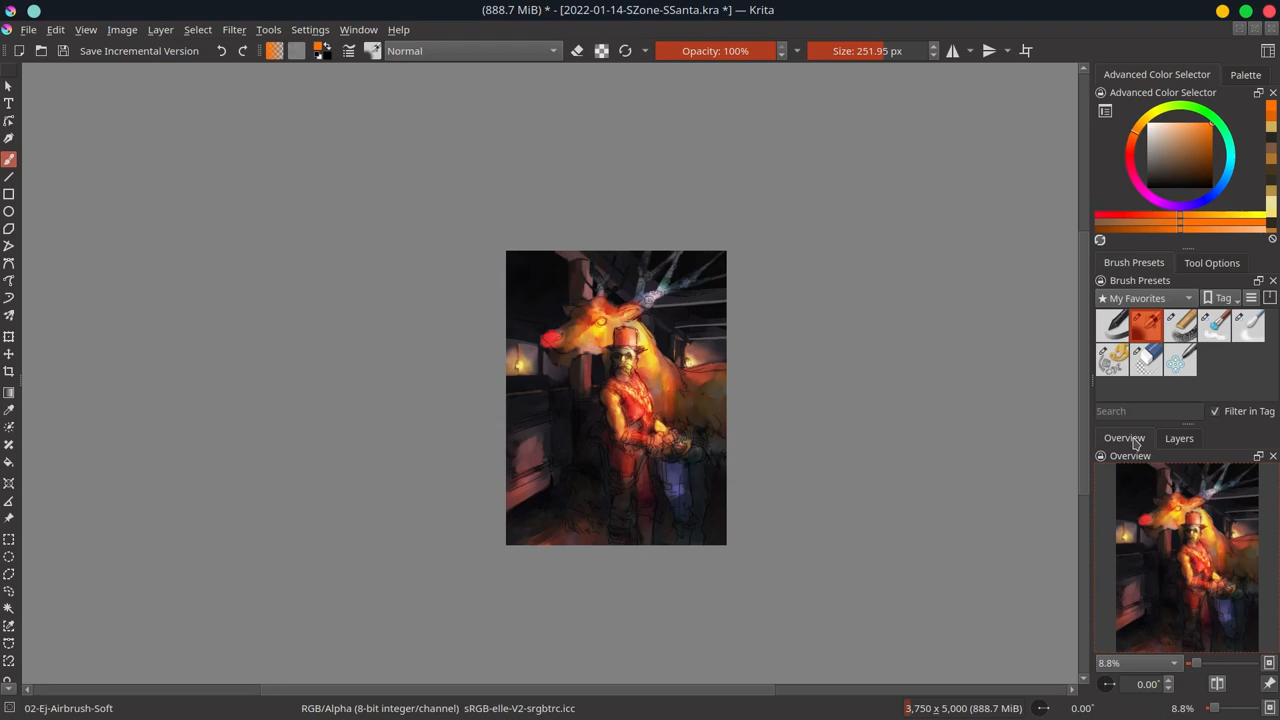 (888.7 MiB) * - [2022-01-14-SZone-SSanta.kra *] — Krita
File Edit View Image Layer Select Filter Tools Settings Window Help
Save Incremental Version Normal Opacity: 100% Size: 251.95 px
Advanced Color Selector Palette
Advanced Color Selector
Brush Presets Tool Options
Brush Presets
★ My Favorites Tag
Search Filter in Tag
Overview Layers
Overview
8.8%
0.00°
02-Ej-Airbrush-Soft RGB/Alpha (8-bit integer/channel) sRGB-elle-V2-srgbtrc.icc 3,750 x 5,000 (888.7 MiB) 0.00° 8.8%